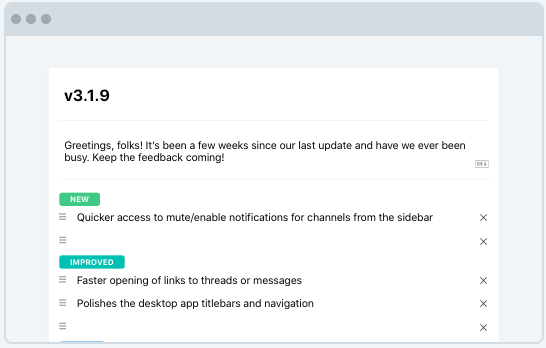 v3.1.9
Greetings, folks! It's been a few weeks since our last update and have we ever been
busy. Keep the feedback coming!
NEW
Quicker access to mute/enable notifications for channels from the sidebar
IMPROVED
Faster opening of links to threads or messages
Polishes the desktop app titlebars and navigation